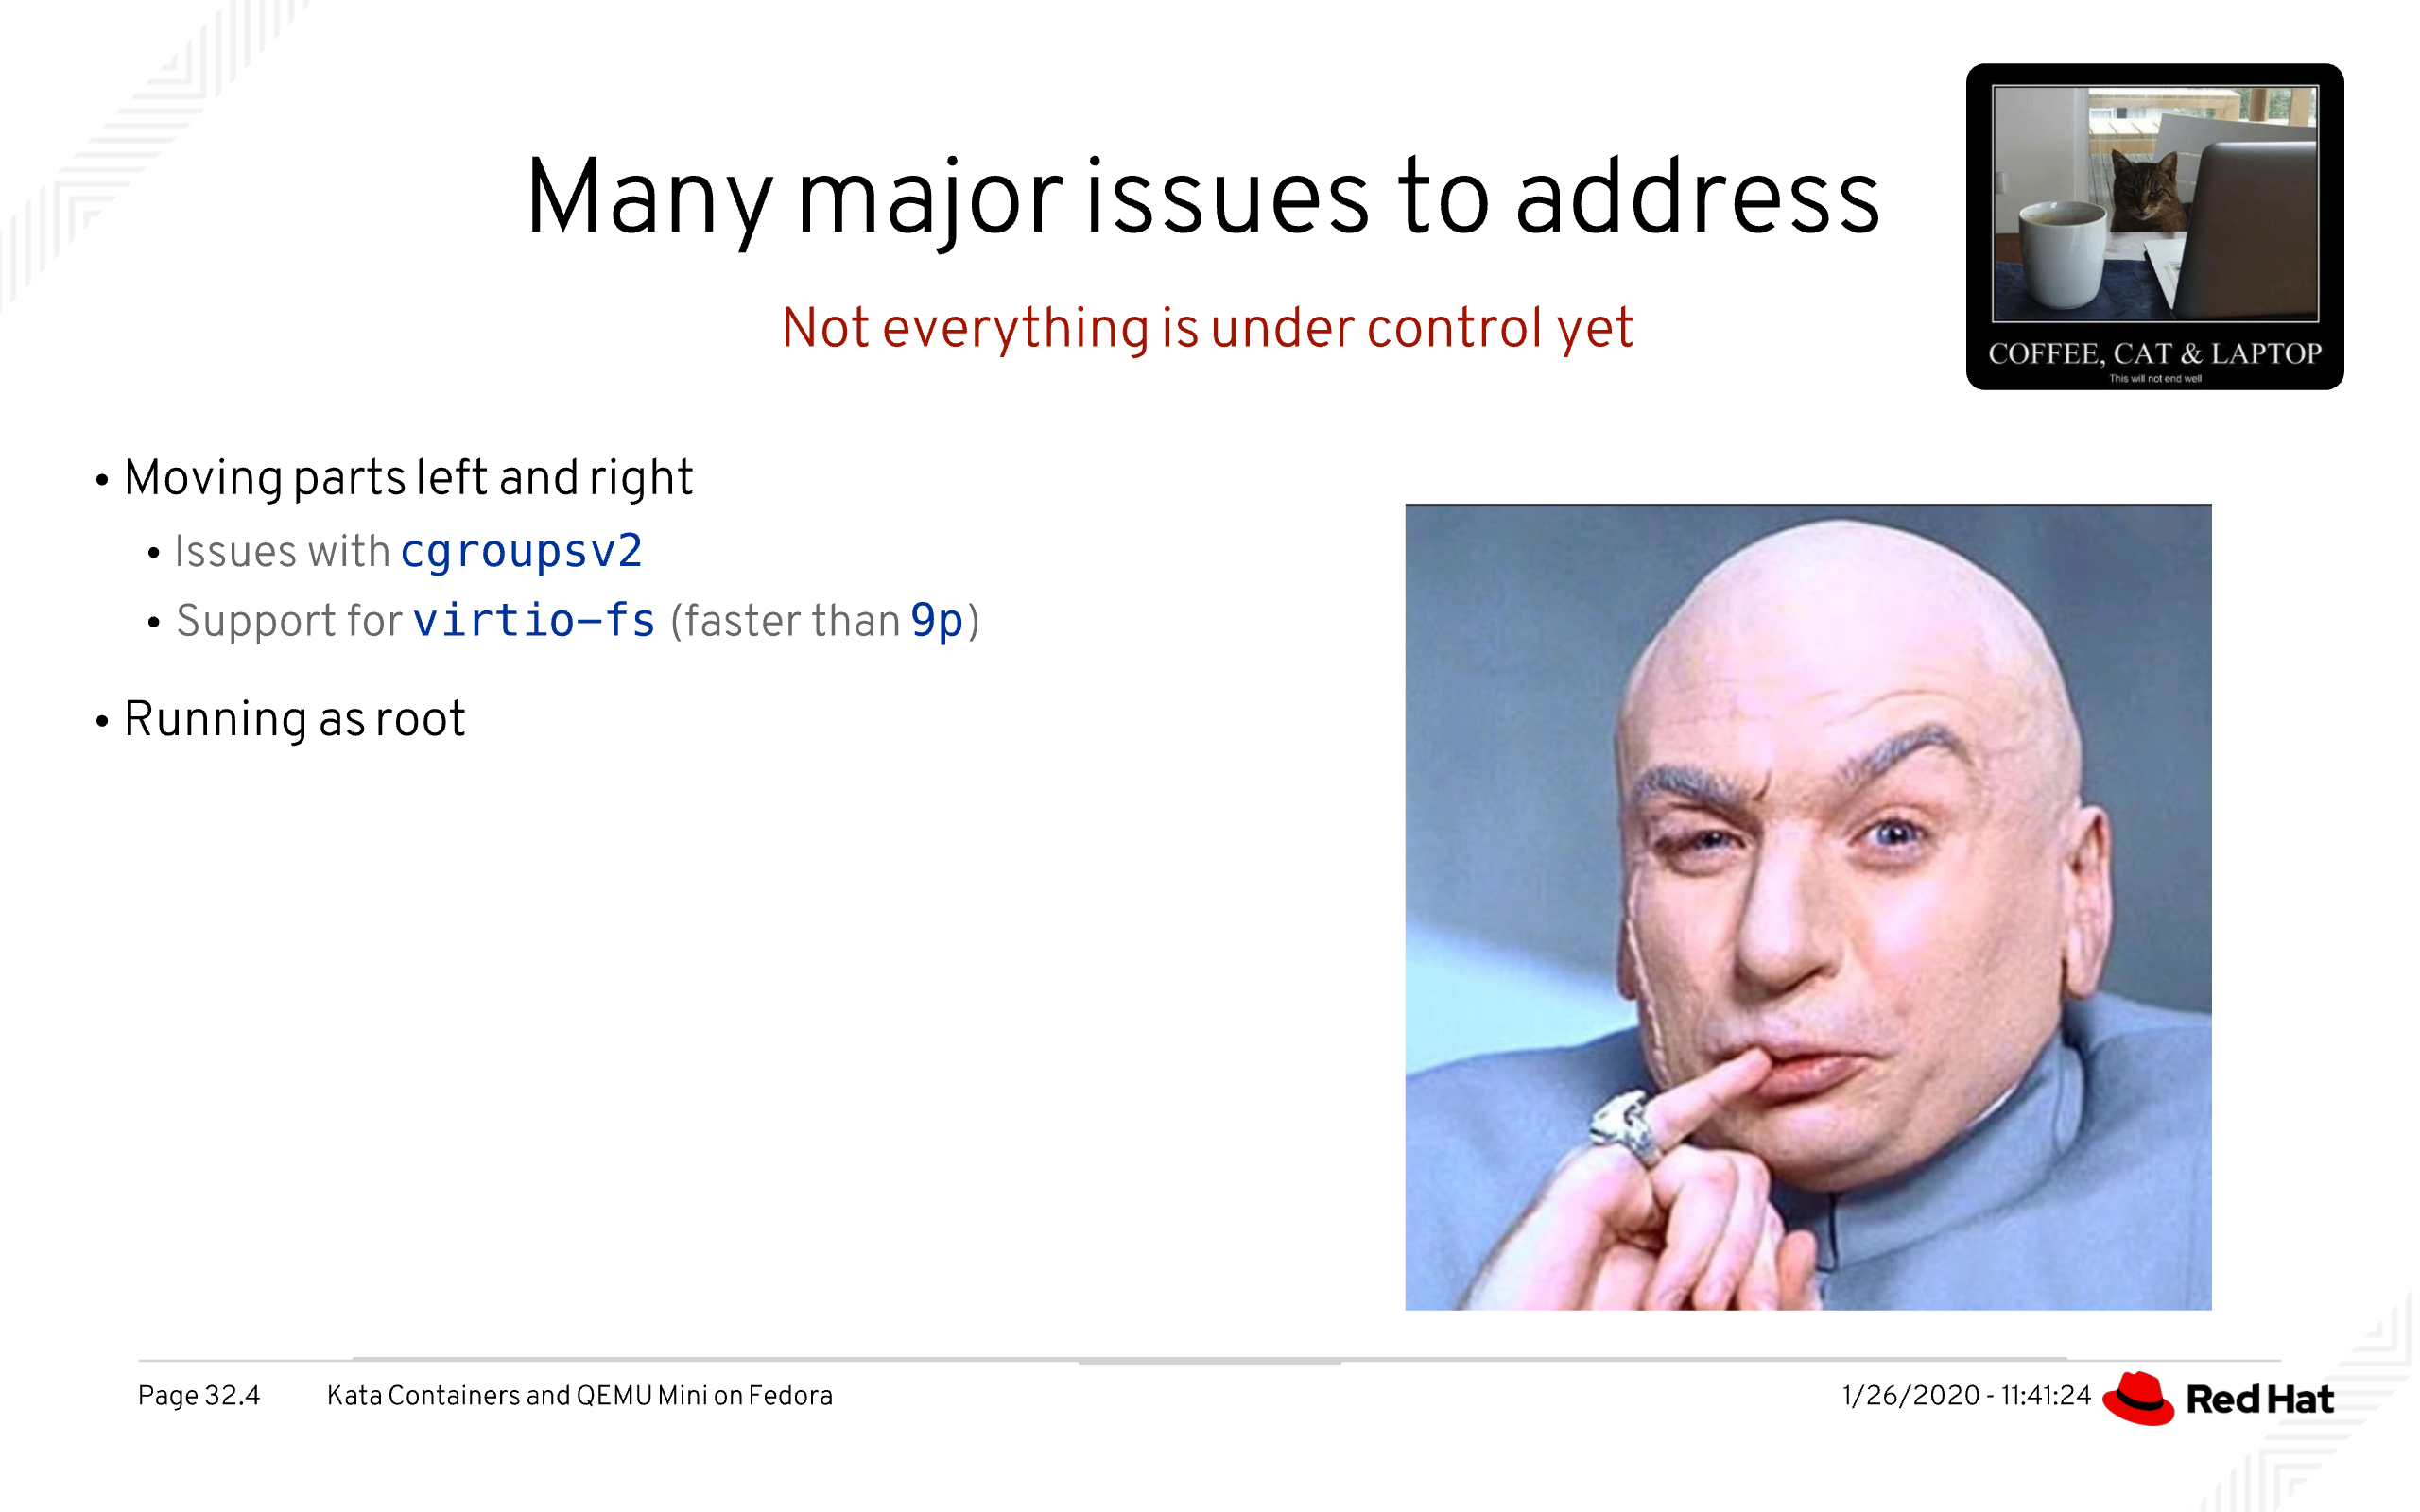 Many major issues to address
Not everything is under control yet
COFFEE, CAT & LAPTOP
This will not end well
• Moving parts left and right
• Issues with cgroupsv2
• Support for virtio-fs (faster than 9p)
• Running as root
Page 32.4 Kata Containers and QEMU Mini on Fedora 1/26/2020 - 11:41:24 Red Hat